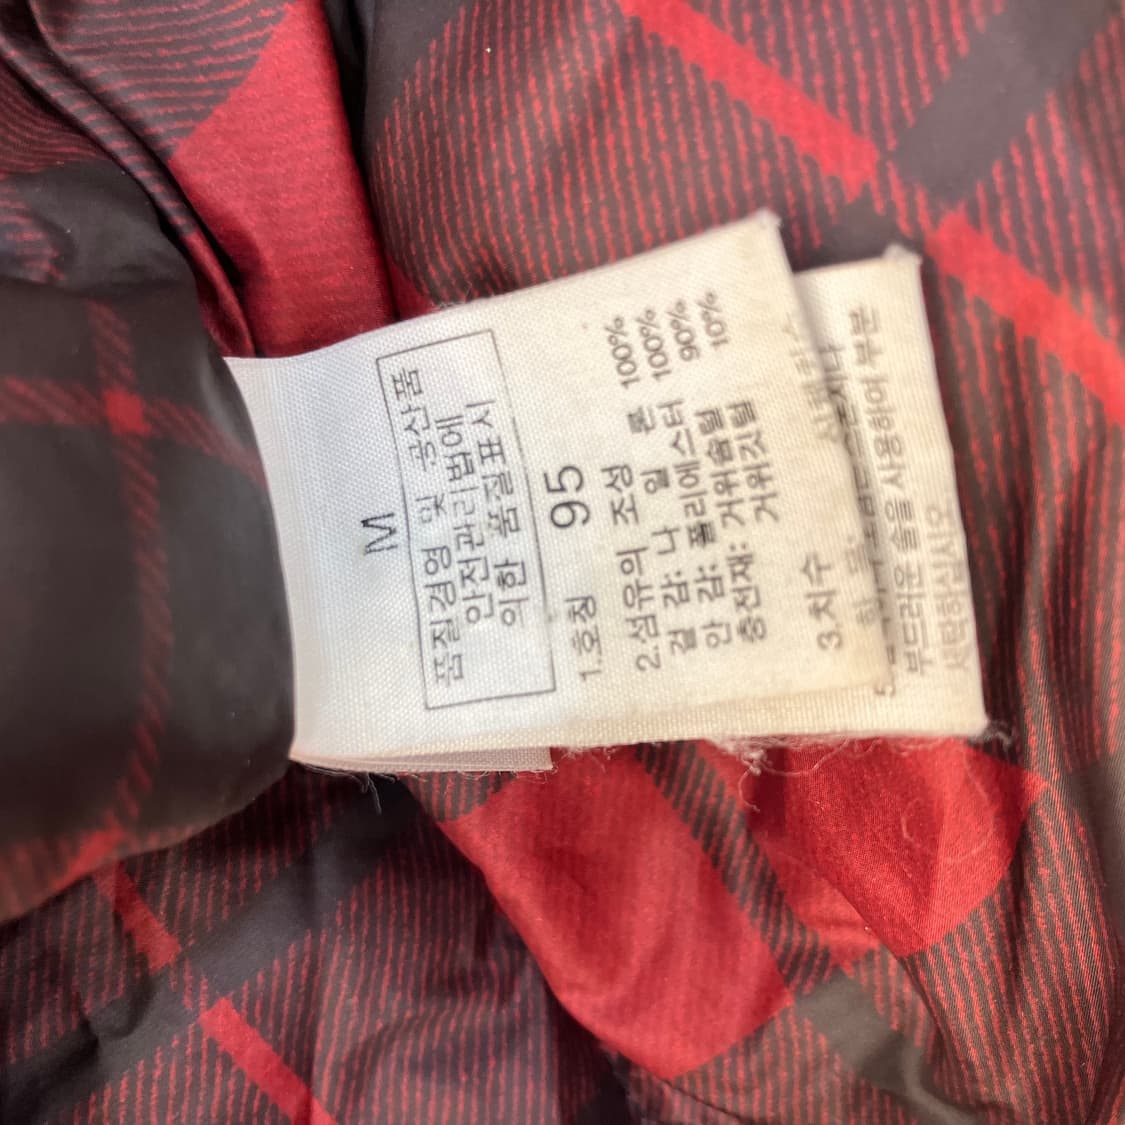 M
품질경영 및 공산품
안전관리법에
의한 품질표시
1.호칭 95
2.섬유의 조성
겉 감: 나 일 론 100%
안 감: 폴리에스터 100%
충전재: 거위솜털 90%
거위깃털 10%
3.치수
부드러운 솔을 사용하여 부분
세탁하십시오.